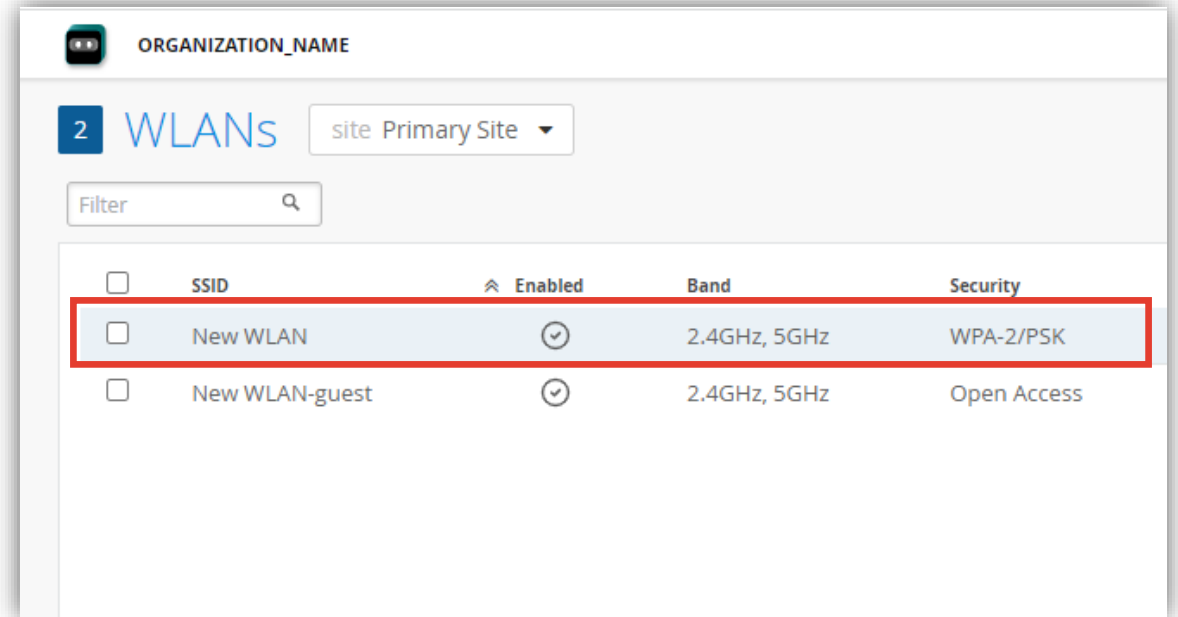 ORGANIZATION_NAME
2 WLANs site Primary Site
Filter
SSID Enabled Band Security
New WLAN 2.4GHz, 5GHz WPA-2/PSK
New WLAN-guest 2.4GHz, 5GHz Open Access